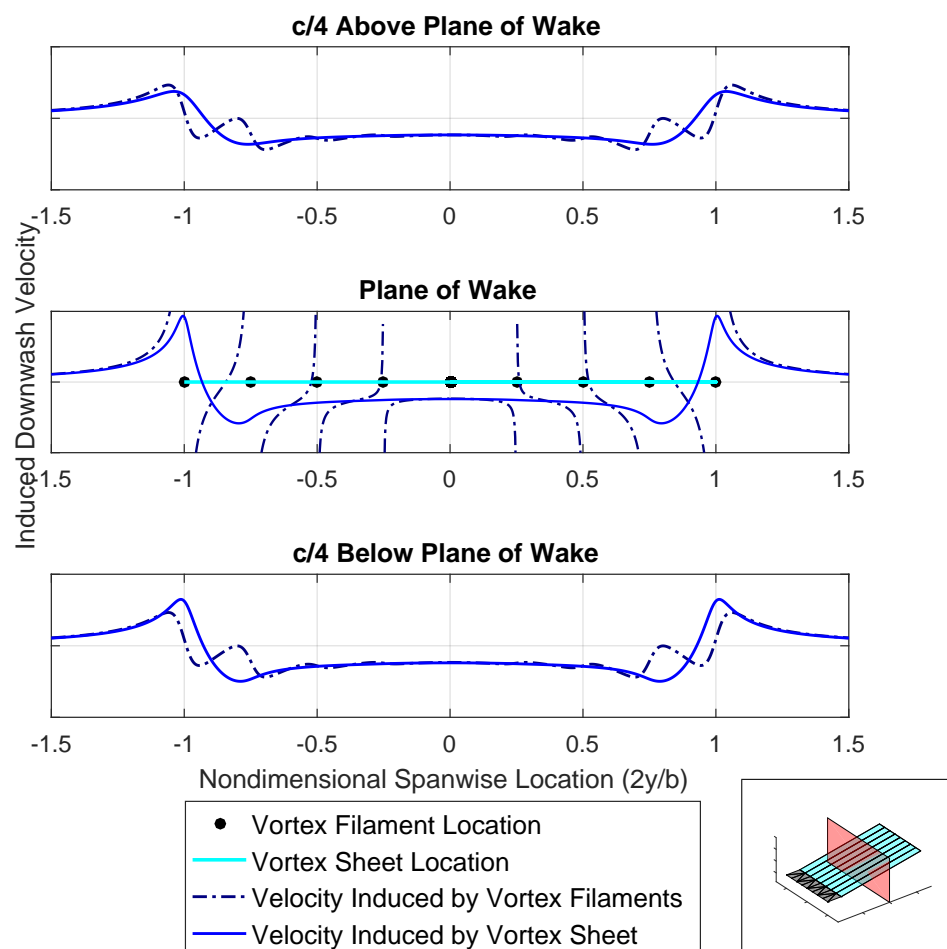 c/4 Above Plane of Wake
-1.5 -1 -0.5 0 0.5 1 1.5
Induced Downwash Velocity
Plane of Wake
-1.5 -1 -0.5 0 0.5 1 1.5
c/4 Below Plane of Wake
-1.5 -1 -0.5 0 0.5 1 1.5
Nondimensional Spanwise Location (2y/b)
Vortex Filament Location
Vortex Sheet Location
Velocity Induced by Vortex Filaments
Velocity Induced by Vortex Sheet